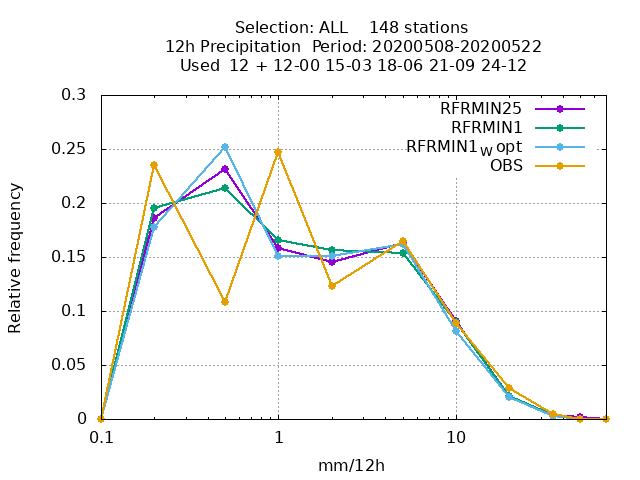 Selection: ALL    148 stations
12h Precipitation  Period: 20200508-20200522
Used  12 + 12-00 15-03 18-06 21-09 24-12
RFRMIN25
RFRMIN1
RFRMIN1w opt
OBS
0.3
0.25
0.2
0.15
0.1
0.05
0
Relative frequency
0.1 1 10
mm/12h